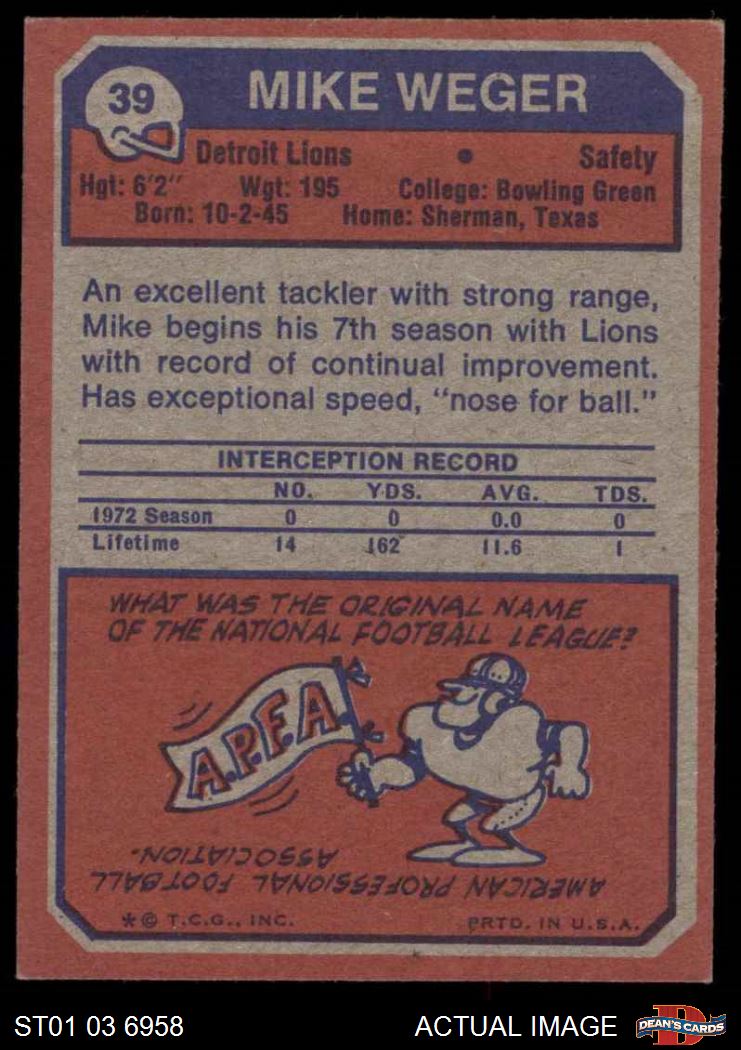 39
MIKE WEGER
Detroit Lions • Safety
Hgt: 6'2" Wgt: 195 College: Bowling Green
Born: 10-2-45 Home: Sherman, Texas
An excellent tackler with strong range,
Mike begins his 7th season with Lions
with record of continual improvement.
Has exceptional speed, "nose for ball."
INTERCEPTION RECORD
NO. YDS. AVG. TDS.
1972 Season 0 0 0.0 0
Lifetime 14 162 11.6 1
WHAT WAS THE ORIGINAL NAME
OF THE NATIONAL FOOTBALL LEAGUE?
A.P.F.A
AMERICAN PROFESSIONAL FOOTBALL
ASSOCIATION.
* © T.C.G., INC. PRTD. IN U.S.A.
ST01 03 6958 ACTUAL IMAGE
D
DEAN'S CARDS